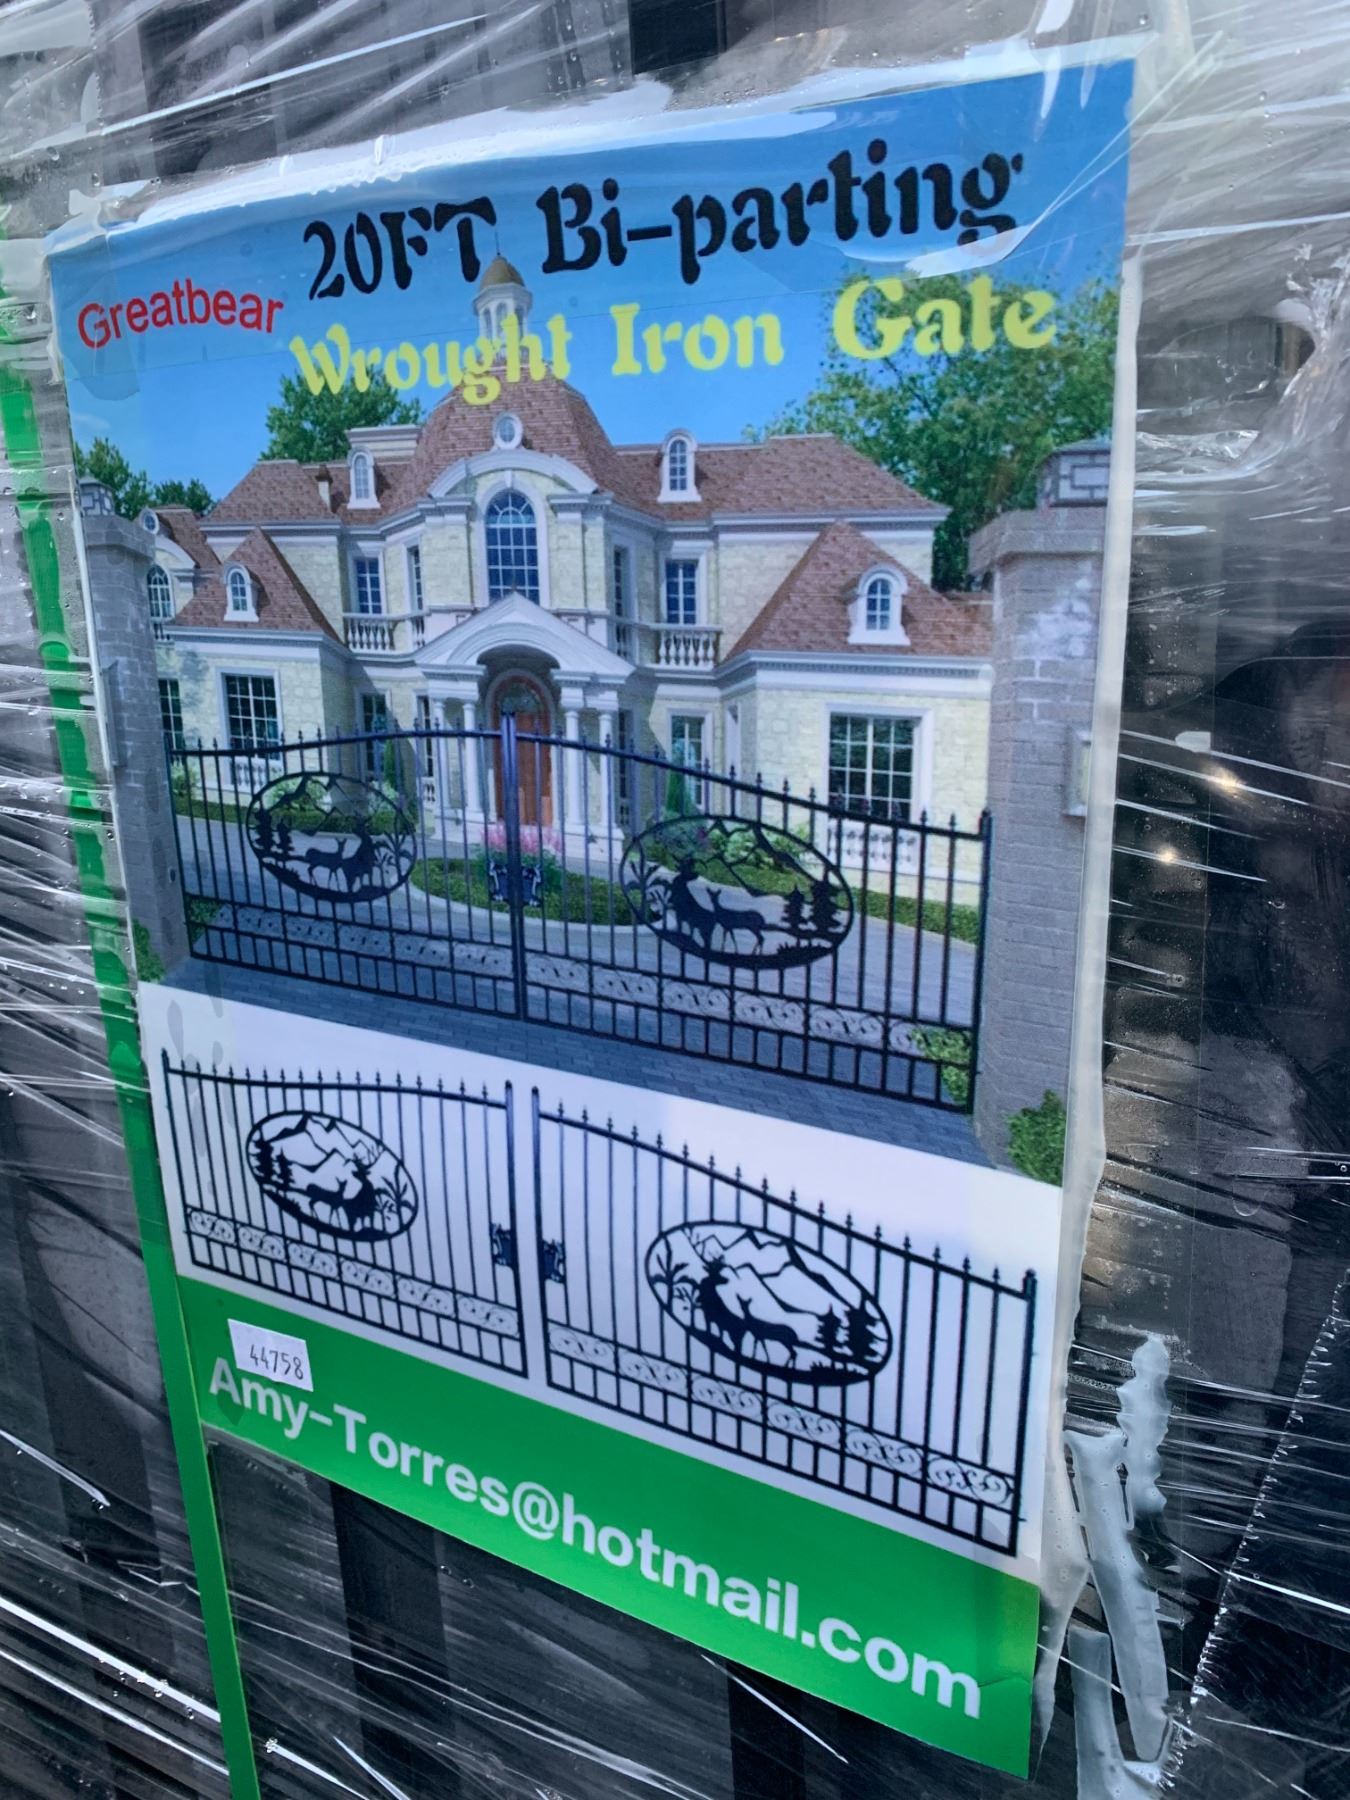 20FT Bi-parting
Greatbear
Wrought Iron Gate
44758
Amy-Torres@hotmail.com